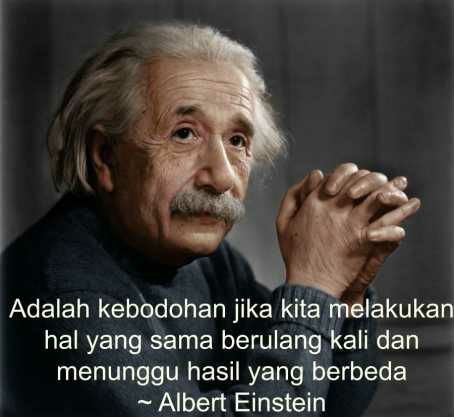 Adalah kebodohan jika kita melakukan
hal yang sama berulang kali dan
menunggu hasil yang berbeda
~ Albert Einstein